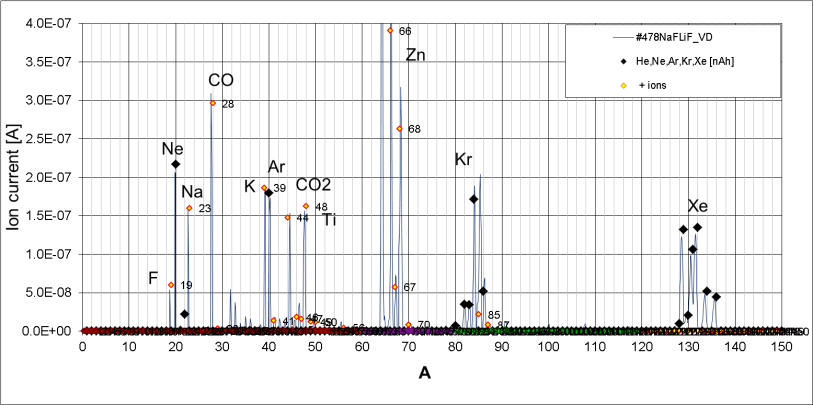 4.0E-07
3.5E-07
3.0E-07
2.5E-07
2.0E-07
1.5E-07
1.0E-07
5.0E-08
0.0E+00
Ion current [A]
#478NaFLiF_VD
He,Ne,Ar,Kr,Xe [nAh]
+ ions
66
Zn
CO
28
68
Ne
Ar
Kr
K
39
CO2
Na
23
48
44
Ti
Xe
F
19
67
85
41
50
70
87
0 10 20 30 40 50 60 70 80 90 100 110 120 130 140 150
A